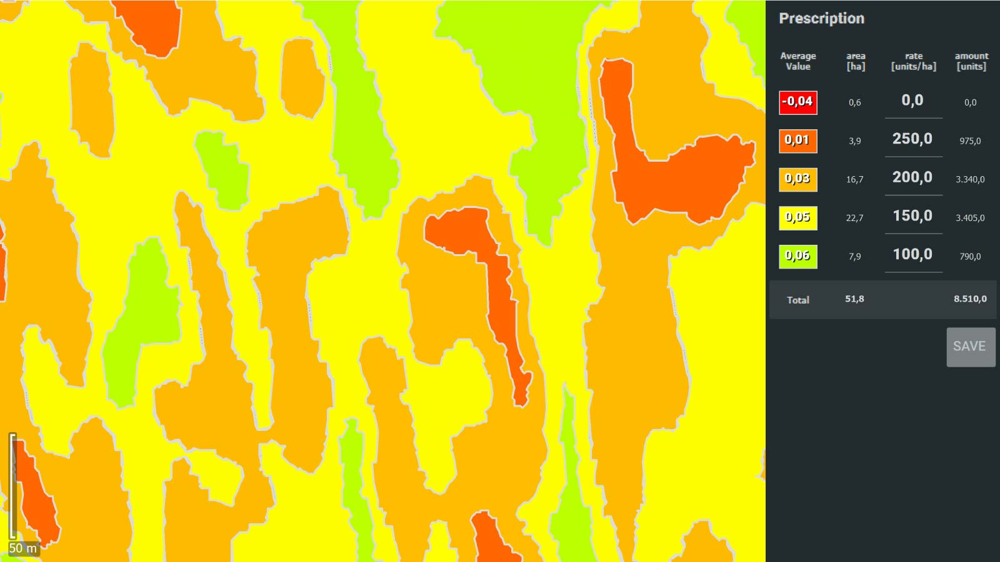 Prescription
Average Value area [ha] rate [units/ha] amount [units]
-0,04 0,6 0,0 0,0
0,01 3,9 250,0 975,0
0,03 16,7 200,0 3.340,0
0,05 22,7 150,0 3.405,0
0,06 7,9 100,0 790,0
Total 51,8 8.510,0
SAVE
50 m